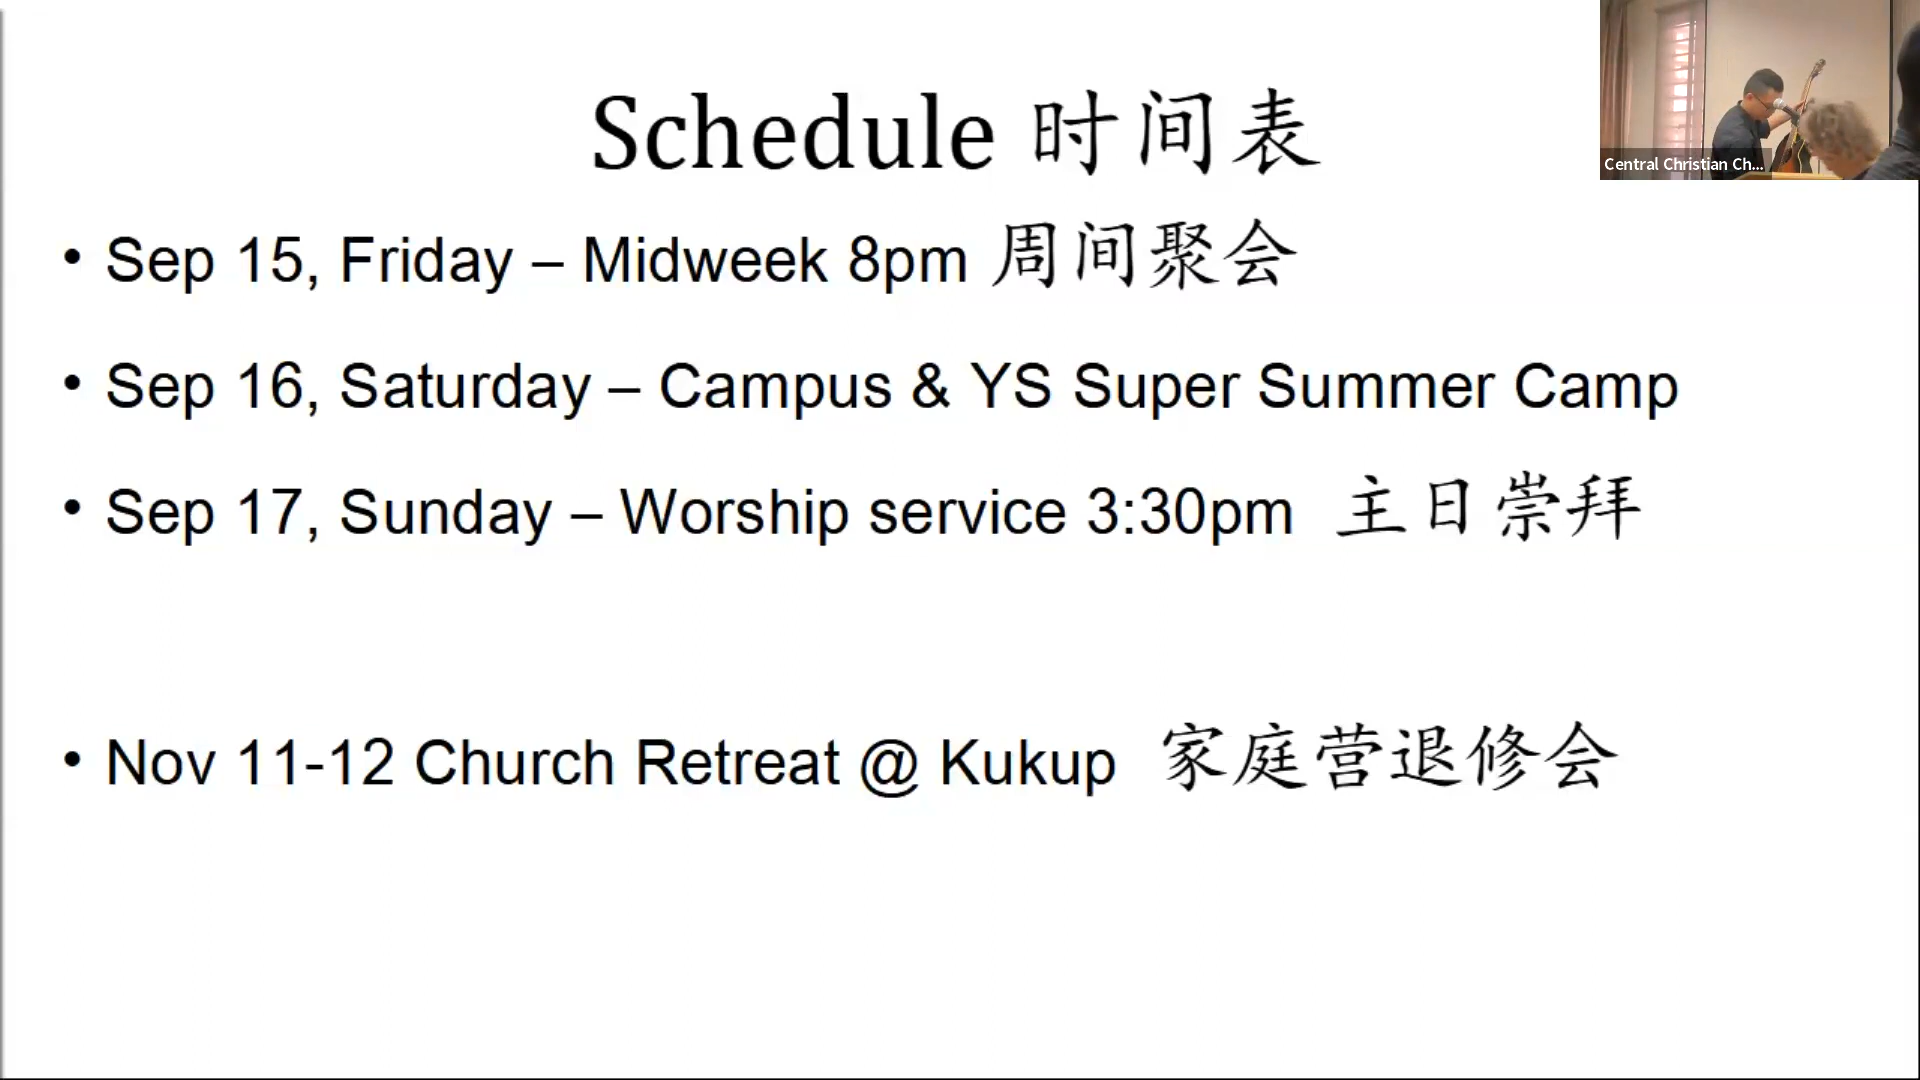 Schedule 时间表
Central Christian Ch...
• Sep 15, Friday – Midweek 8pm 周间聚会
• Sep 16, Saturday – Campus & YS Super Summer Camp
• Sep 17, Sunday – Worship service 3:30pm 主日崇拜
• Nov 11-12 Church Retreat @ Kukup 家庭营退修会